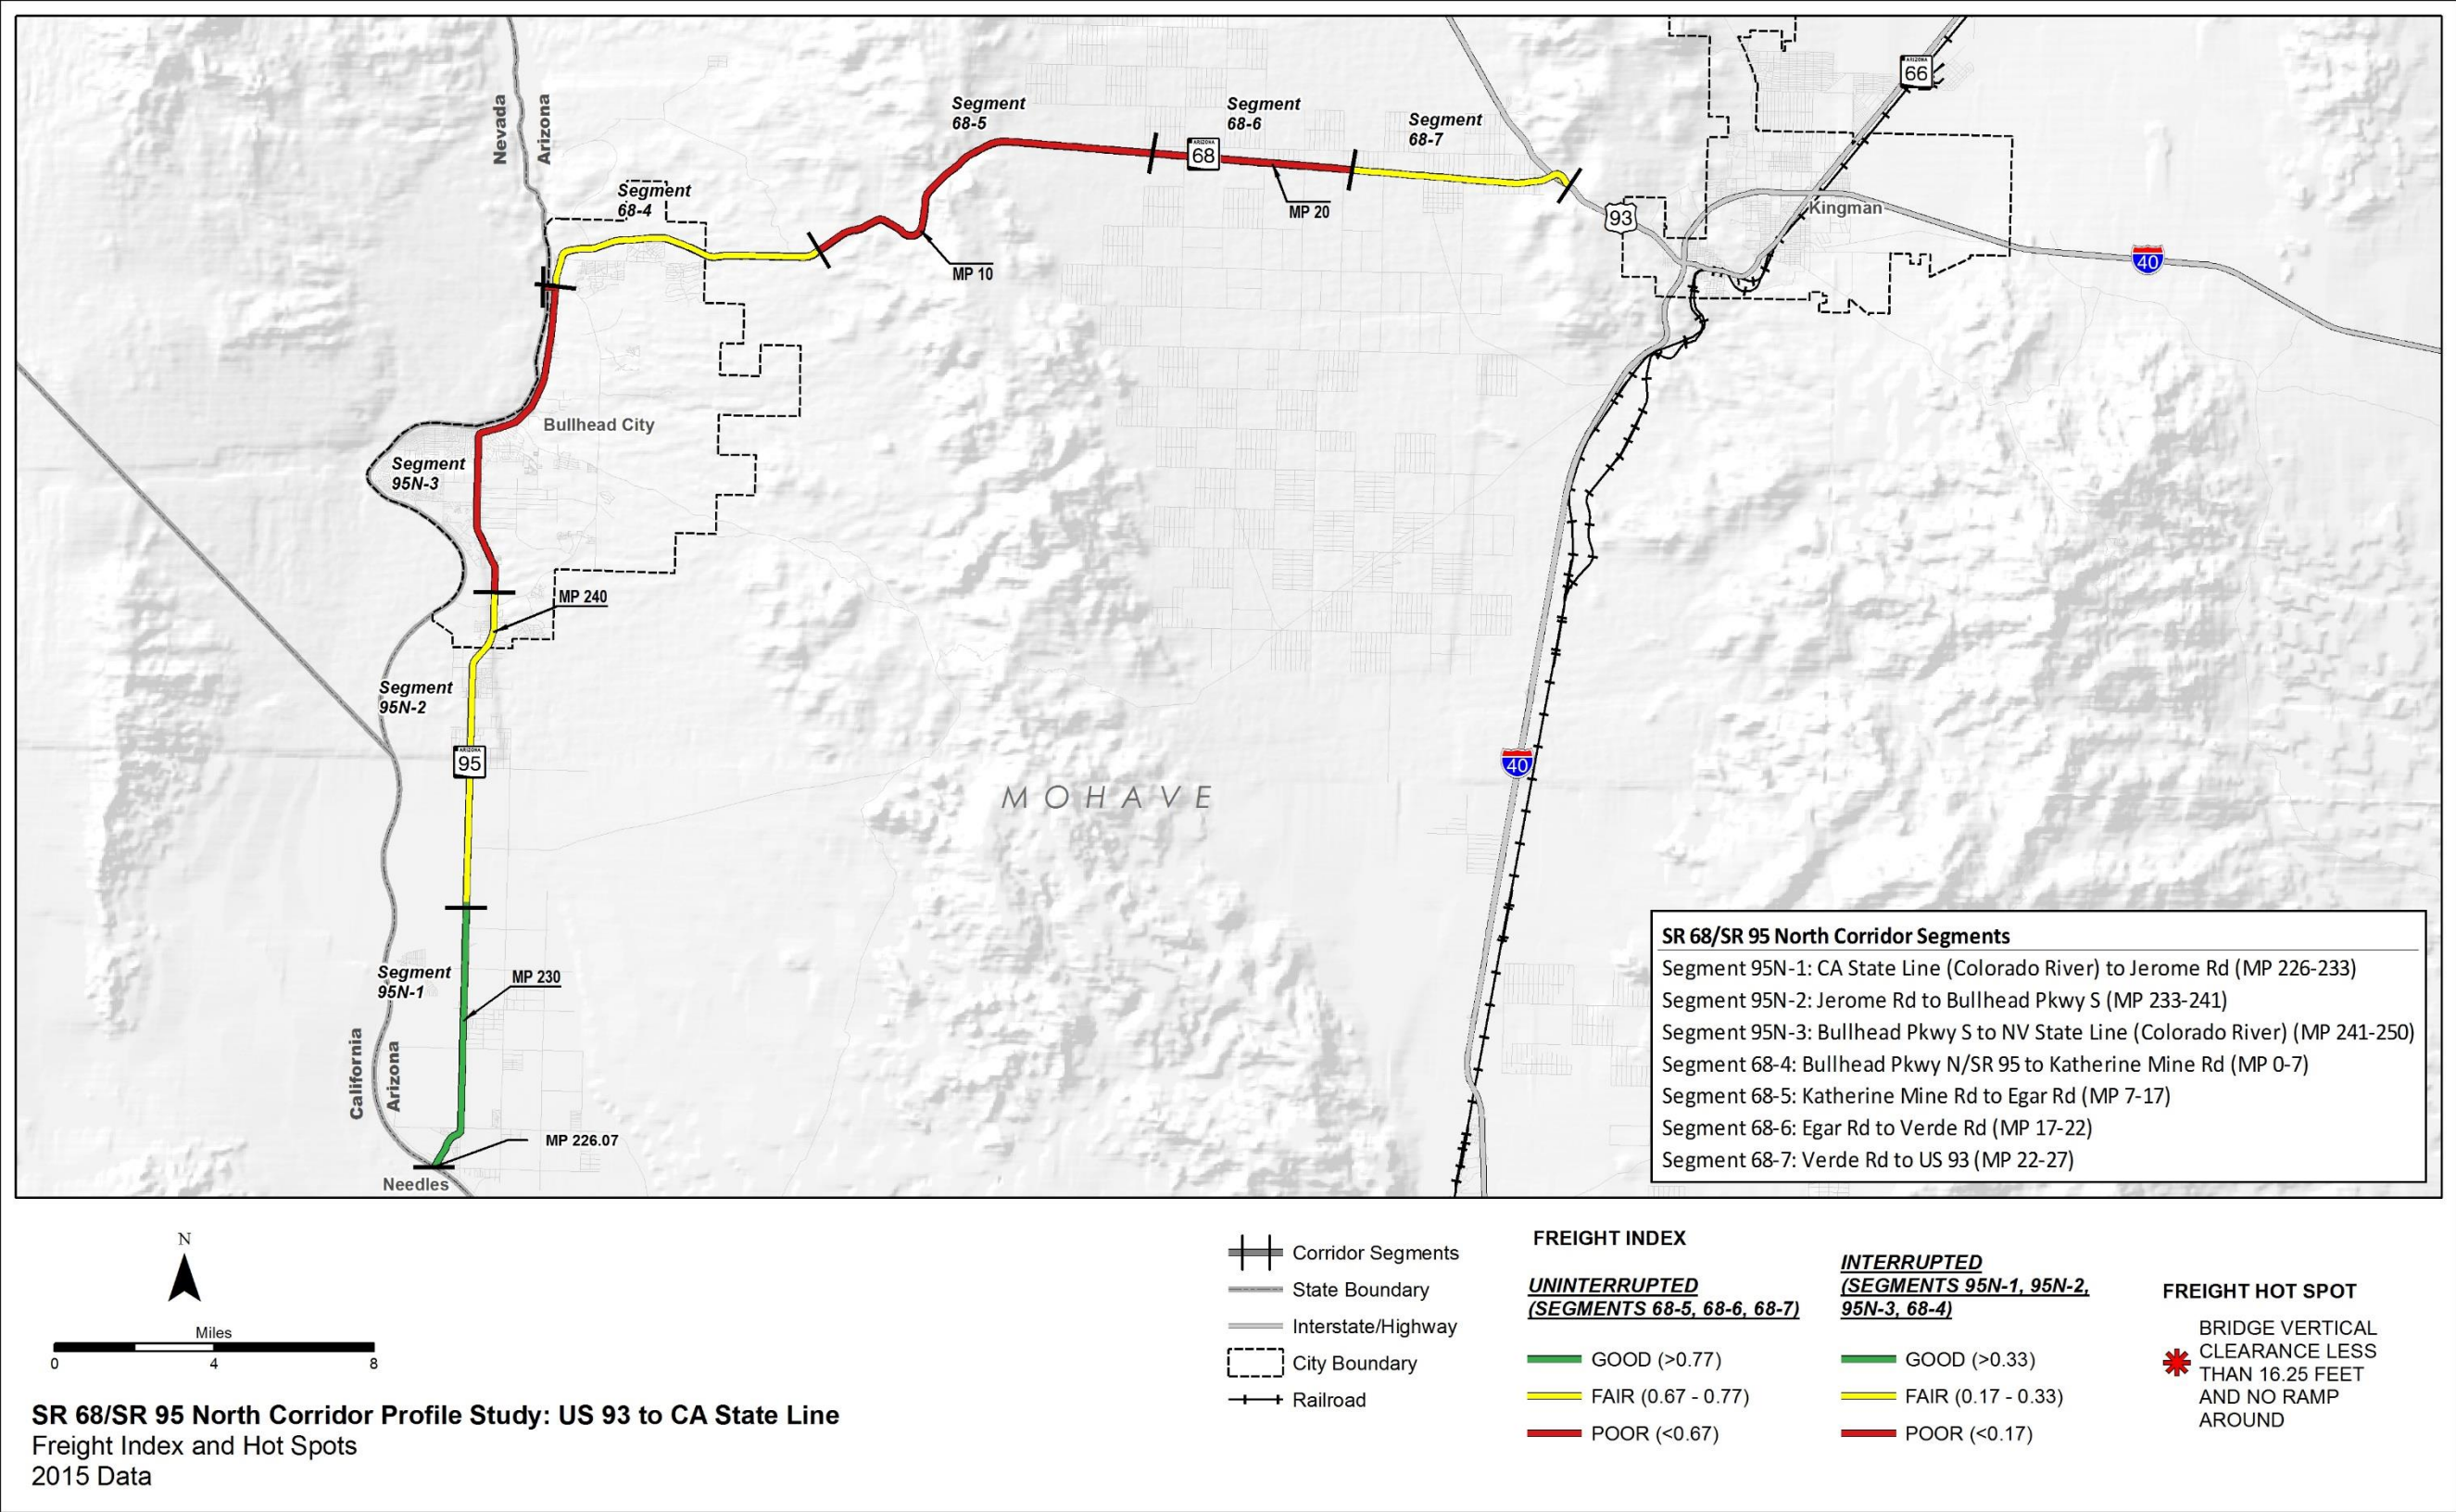 Nevada
Arizona
Segment
68-4
Segment
68-5
Segment
68-6
Segment
68-7
ARIZONA
68
MP 20
MP 10
ARIZONA
66
93
Kingman
40
Bullhead City
Segment
95N-3
MP 240
Segment
95N-2
ARIZONA
95
MOHAVE
40
Segment
95N-1
MP 230
California
Arizona
MP 226.07
Needles
SR 68/SR 95 North Corridor Segments
Segment 95N-1: CA State Line (Colorado River) to Jerome Rd (MP 226-233)
Segment 95N-2: Jerome Rd to Bullhead Pkwy S (MP 233-241)
Segment 95N-3: Bullhead Pkwy S to NV State Line (Colorado River) (MP 241-250)
Segment 68-4: Bullhead Pkwy N/SR 95 to Katherine Mine Rd (MP 0-7)
Segment 68-5: Katherine Mine Rd to Egar Rd (MP 7-17)
Segment 68-6: Egar Rd to Verde Rd (MP 17-22)
Segment 68-7: Verde Rd to US 93 (MP 22-27)
N
Miles
0 4 8
SR 68/SR 95 North Corridor Profile Study: US 93 to CA State Line
Freight Index and Hot Spots
2015 Data
Corridor Segments
State Boundary
Interstate/Highway
City Boundary
Railroad
FREIGHT INDEX
UNINTERRUPTED
(SEGMENTS 68-5, 68-6, 68-7)
GOOD (>0.77)
FAIR (0.67 - 0.77)
POOR (<0.67)
INTERRUPTED
(SEGMENTS 95N-1, 95N-2,
95N-3, 68-4)
GOOD (>0.33)
FAIR (0.17 - 0.33)
POOR (<0.17)
FREIGHT HOT SPOT
BRIDGE VERTICAL
CLEARANCE LESS
THAN 16.25 FEET
AND NO RAMP
AROUND